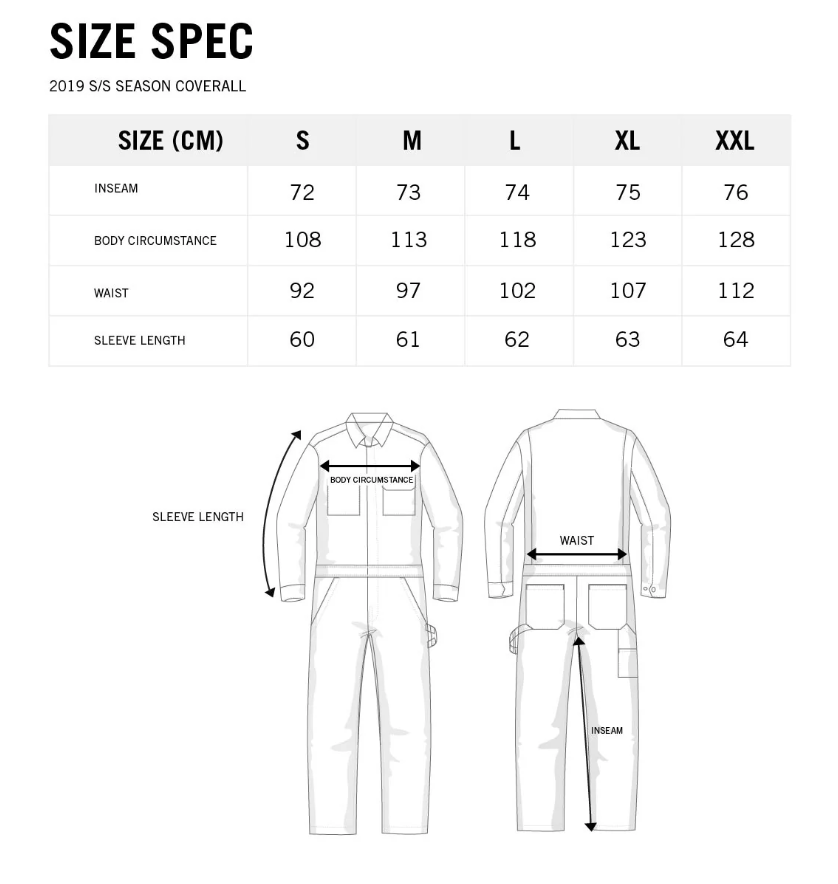 SIZE SPEC
2019 S/S SEASON COVERALL
SIZE (CM) S M L XL XXL
INSEAM 72 73 74 75 76
BODY CIRCUMSTANCE 108 113 118 123 128
WAIST 92 97 102 107 112
SLEEVE LENGTH 60 61 62 63 64
BODY CIRCUMSTANCE
SLEEVE LENGTH
WAIST
INSEAM